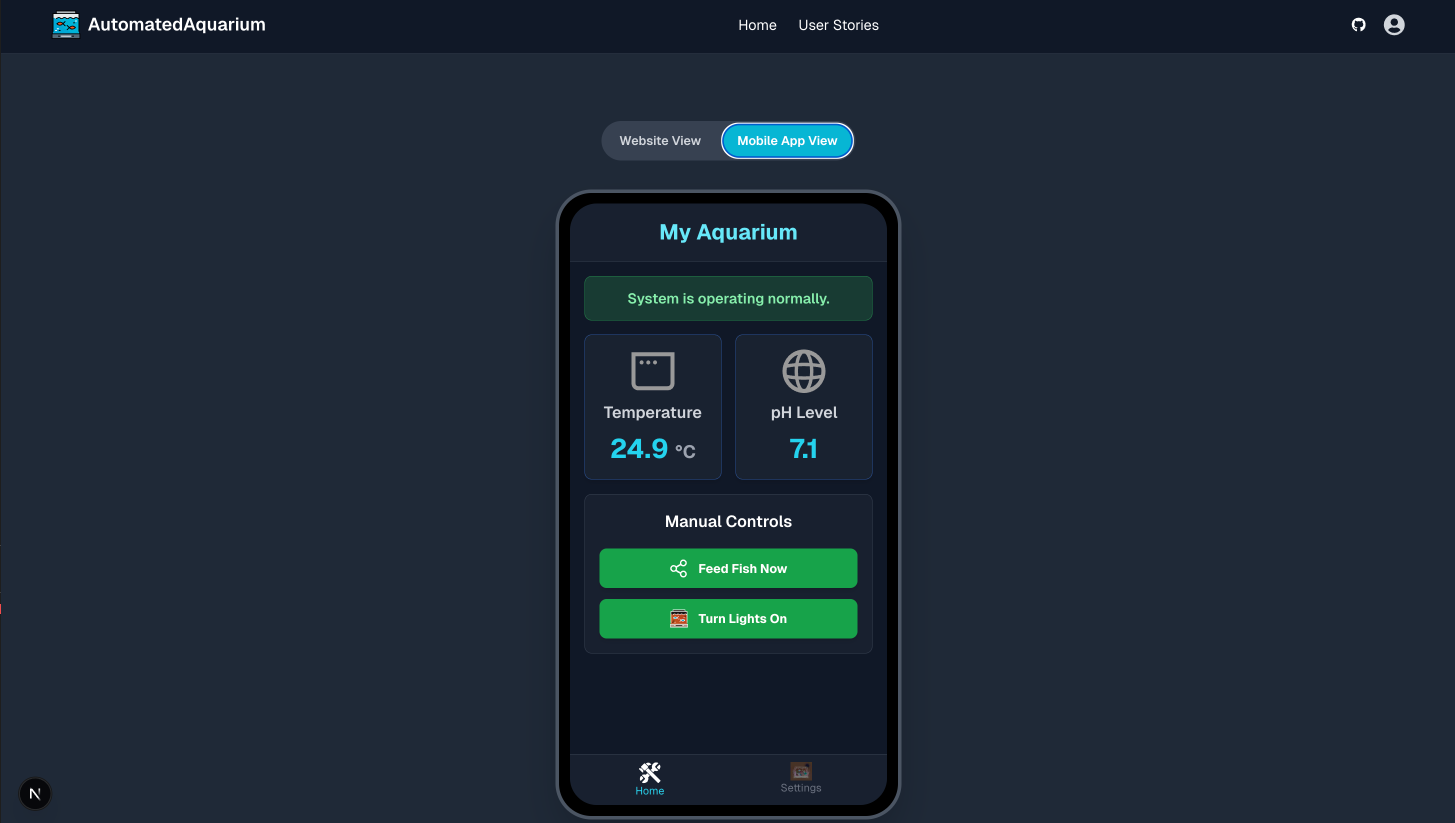 AutomatedAquarium
Home User Stories
Website View Mobile App View
My Aquarium
System is operating normally.
Temperature pH Level
24.9 °C 7.1
Manual Controls
Feed Fish Now
Turn Lights On
Home Settings
N